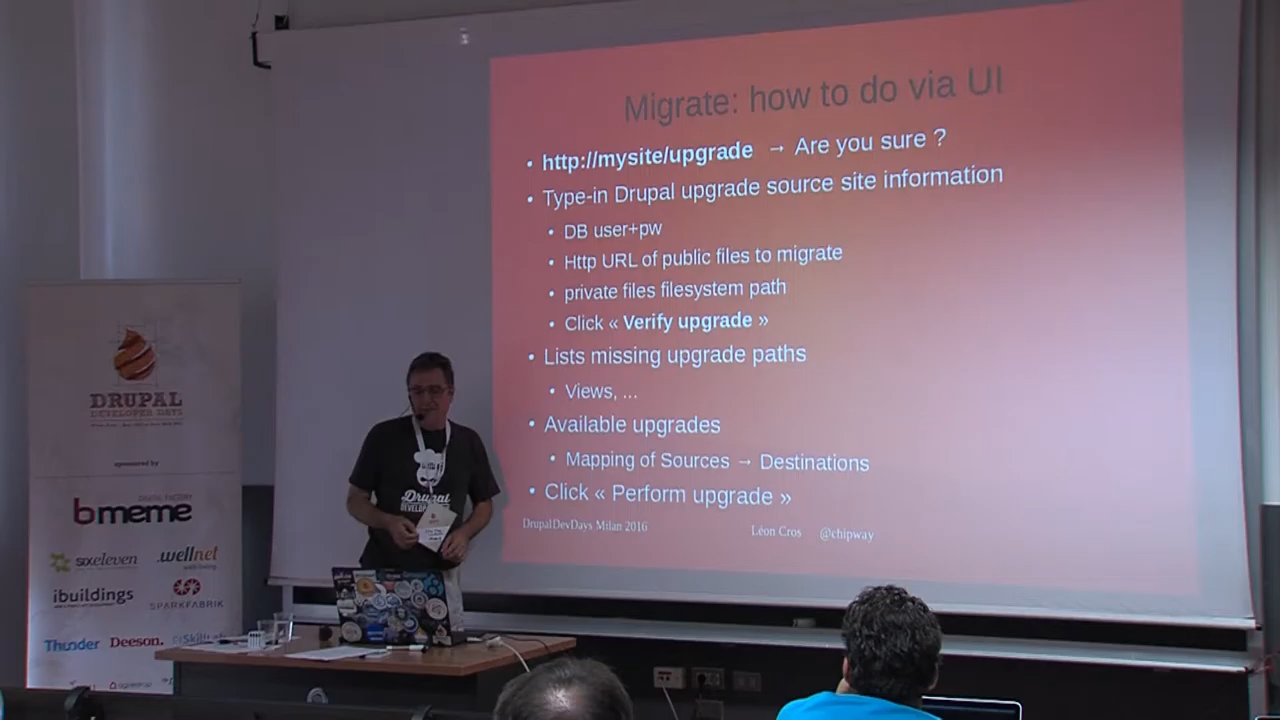 Migrate: how to do via UI
• http://mysite/upgrade → Are you sure ?
• Type-in Drupal upgrade source site information
• DB user+pw
• Http URL of public files to migrate
• private files filesystem path
• Click « Verify upgrade »
• Lists missing upgrade paths
• Views, ...
• Available upgrades
• Mapping of Sources → Destinations
• Click « Perform upgrade »
DrupalDevDays Milan 2016 Léon Cros @chipway
DRUPAL
DEVELOPER DAYS
sponsored by
DIGITAL FACTORY
bmeme
sixeleven
.wellnet
ibuildings
SPARKFABRIK
Thunder
Deeson.
Drupal